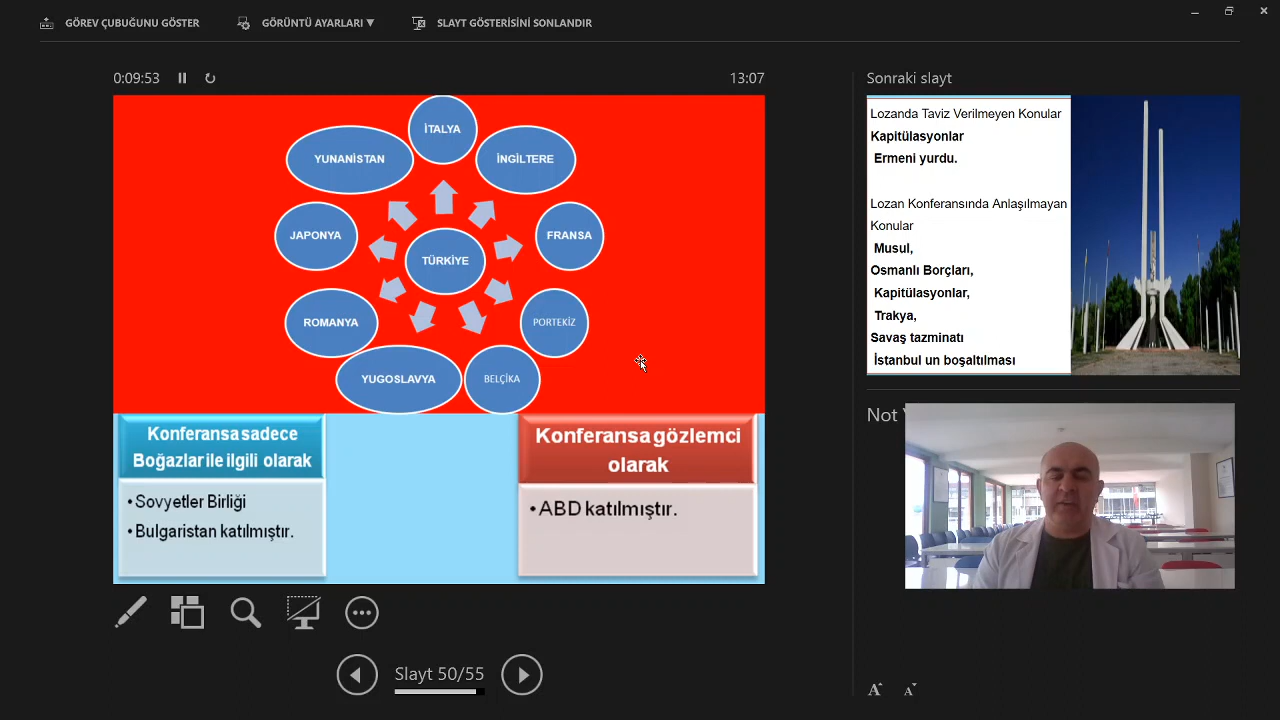 GÖREV ÇUBUĞUNU GÖSTER
GÖRÜNTÜ AYARLARI ▼
SLAYT GÖSTERİSİNİ SONLANDIR
0:09:53
13:07
İTALYA
YUNANİSTAN
İNGİLTERE
JAPONYA
FRANSA
TÜRKİYE
ROMANYA
PORTEKİZ
YUGOSLAVYA
BELÇİKA
Konferansa sadece
Boğazlar ile ilgili olarak
•Sovyetler Birliği
•Bulgaristan katılmıştır.
Konferansa gözlemci
olarak
•ABD katılmıştır.
Slayt 50/55
Sonraki slayt
Lozanda Taviz Verilmeyen Konular
Kapitülasyonlar
Ermeni yurdu.
Lozan Konferansında Anlaşılmayan
Konular
Musul,
Osmanlı Borçları,
Kapitülasyonlar,
Trakya,
Savaş tazminatı
İstanbul un boşaltılması
Not
A
A